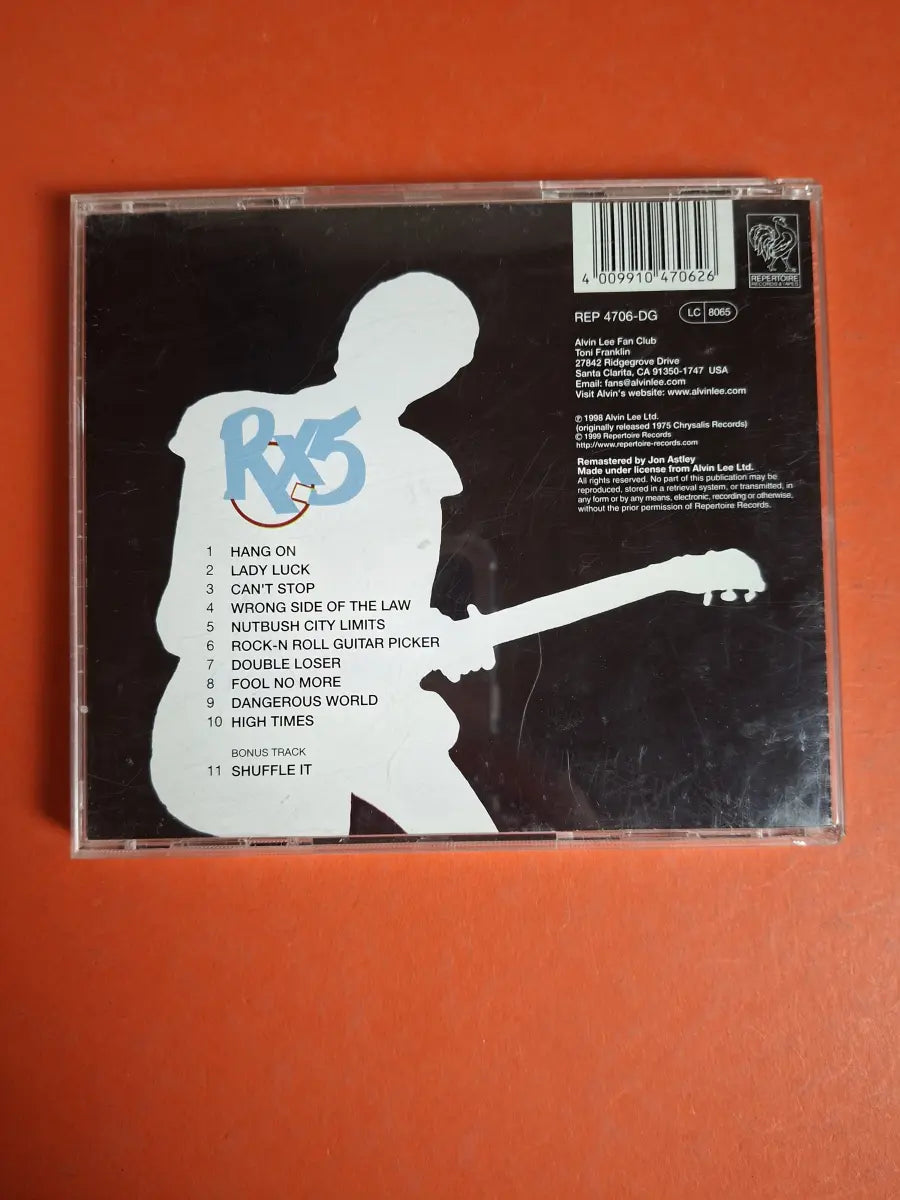 4 009910 470626
REPERTOIRE
RECORDS & TAPES
REP 4706-DG
LC 8065
Alvin Lee Fan Club
Toni Franklin
27842 Ridgegrove Drive
Santa Clarita, CA 91350-1747 USA
Email: fans@alvinlee.com
Visit Alvin's website: www.alvinlee.com
℗ 1998 Alvin Lee Ltd.
(originally released 1975 Chrysalis Records)
© 1999 Repertoire Records
http://www.repertoire-records.com
Remastered by Jon Astley
Made under license from Alvin Lee Ltd.
All rights reserved. No part of this publication may be
reproduced, stored in a retrieval system, or transmitted, in
any form or by any means, electronic, recording or otherwise,
without the prior permission of Repertoire Records.
Rx5
1 HANG ON
2 LADY LUCK
3 CAN'T STOP
4 WRONG SIDE OF THE LAW
5 NUTBUSH CITY LIMITS
6 ROCK-N ROLL GUITAR PICKER
7 DOUBLE LOSER
8 FOOL NO MORE
9 DANGEROUS WORLD
10 HIGH TIMES
BONUS TRACK
11 SHUFFLE IT